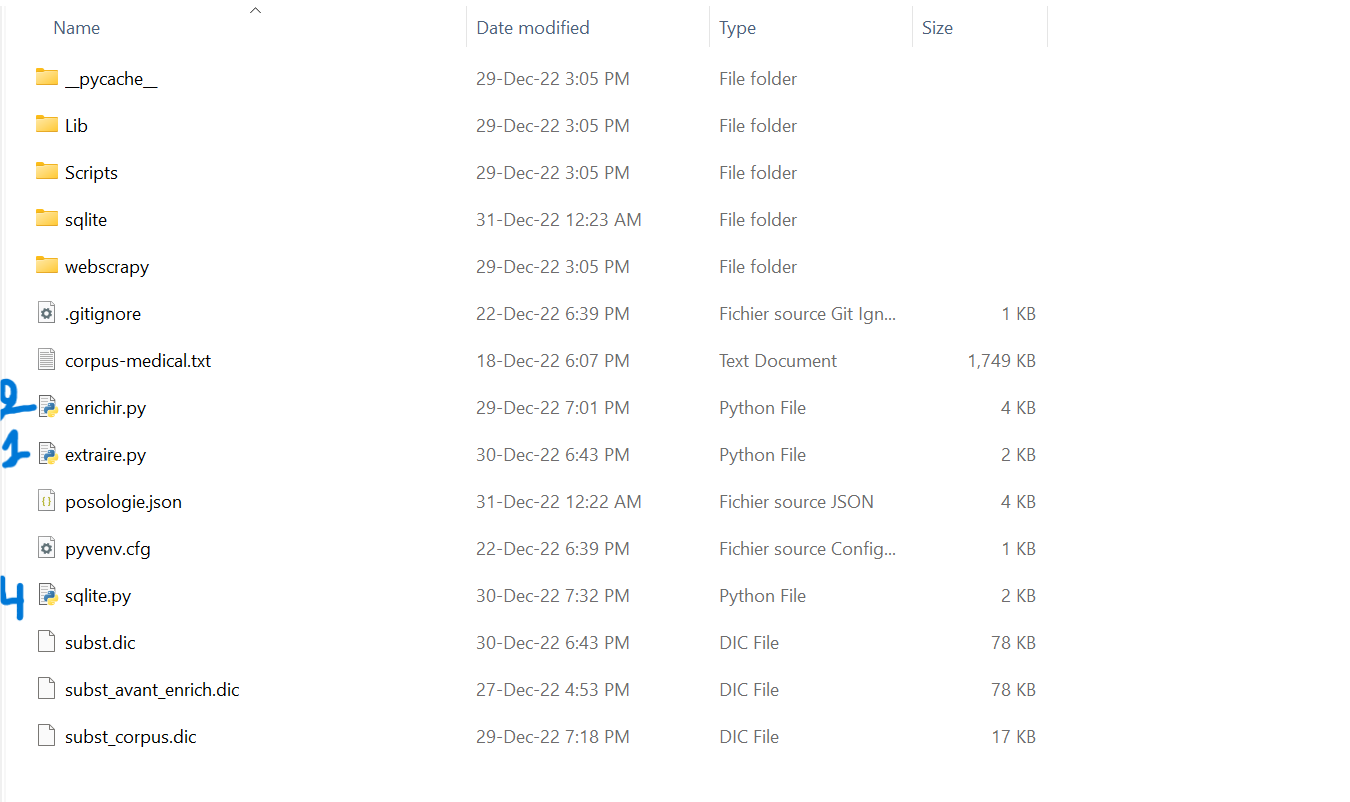 Name Date modified Type Size
__pycache__ 29-Dec-22 3:05 PM File folder
Lib 29-Dec-22 3:05 PM File folder
Scripts 29-Dec-22 3:05 PM File folder
sqlite 31-Dec-22 12:23 AM File folder
webscrapy 29-Dec-22 3:05 PM File folder
.gitignore 22-Dec-22 6:39 PM Fichier source Git Ign... 1 KB
corpus-medical.txt 18-Dec-22 6:07 PM Text Document 1,749 KB
2 enrichir.py 29-Dec-22 7:01 PM Python File 4 KB
1 extraire.py 30-Dec-22 6:43 PM Python File 2 KB
posologie.json 31-Dec-22 12:22 AM Fichier source JSON 4 KB
pyvenv.cfg 22-Dec-22 6:39 PM Fichier source Config... 1 KB
4 sqlite.py 30-Dec-22 7:32 PM Python File 2 KB
subst.dic 30-Dec-22 6:43 PM DIC File 78 KB
subst_avant_enrich.dic 27-Dec-22 4:53 PM DIC File 78 KB
subst_corpus.dic 29-Dec-22 7:18 PM DIC File 17 KB